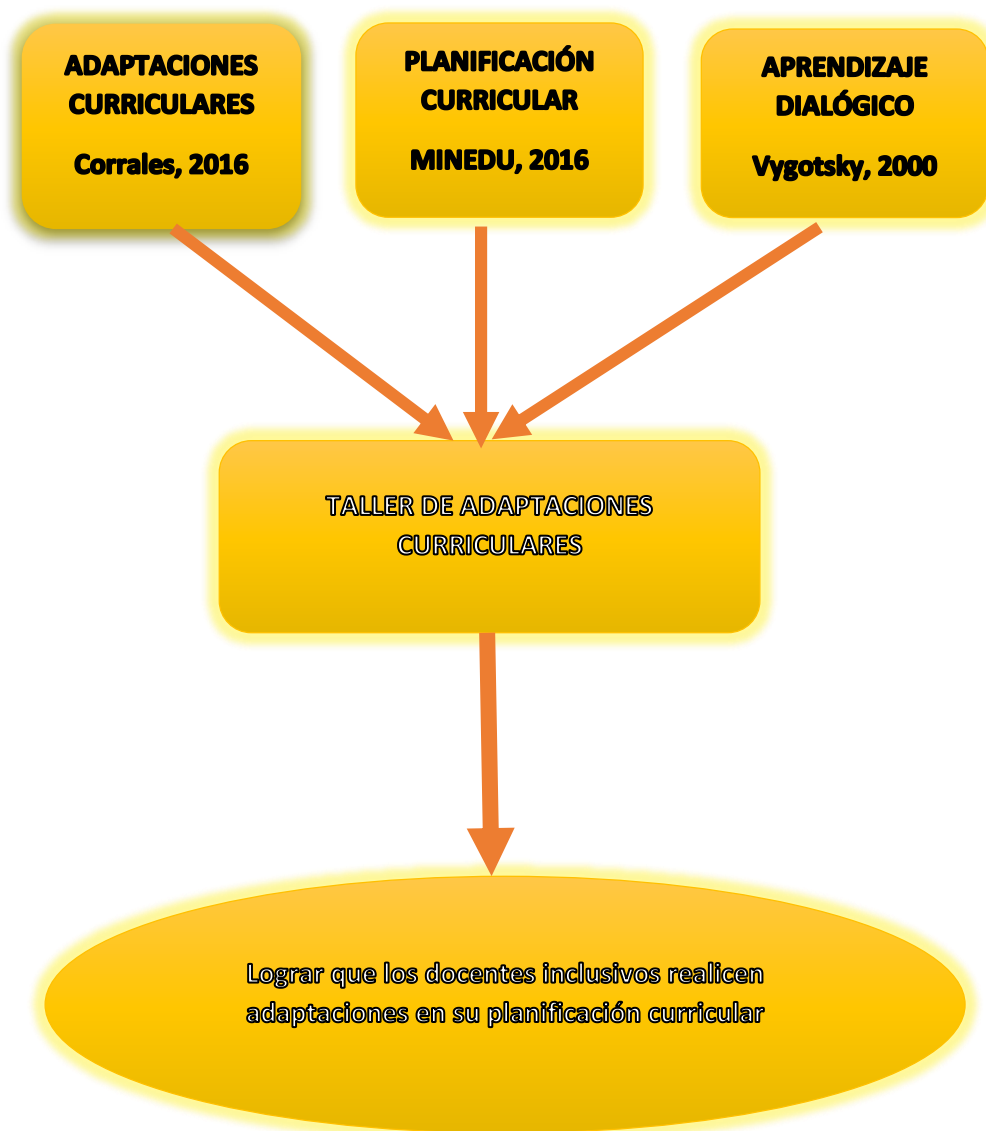 ADAPTACIONES
CURRICULARES
Corrales, 2016
PLANIFICACIÓN
CURRICULAR
MINEDU, 2016
APRENDIZAJE
DIALÓGICO
Vygotsky, 2000
TALLER DE ADAPTACIONES
CURRICULARES
Lograr que los docentes inclusivos realicen
adaptaciones en su planificación curricular